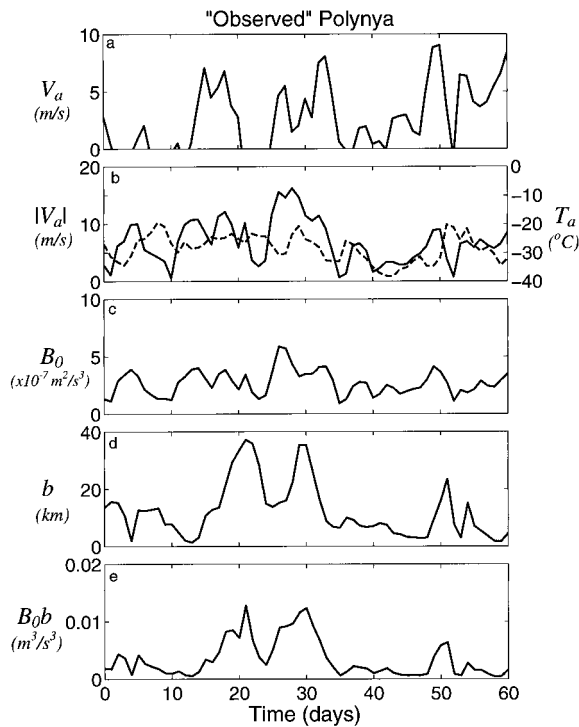 "Observed" Polynya
10
a
V_a
5
(m/s)
0
20
b
0
|V_a|
10
-10
T_a
(m/s)
-20
(°C)
-30
0
-40
10
c
B_0
5
(x10^-7 m^2/s^3)
0
40
d
b
20
(km)
0
0.02
e
B_0b
0.01
(m^3/s^3)
0
0 10 20 30 40 50 60
Time (days)